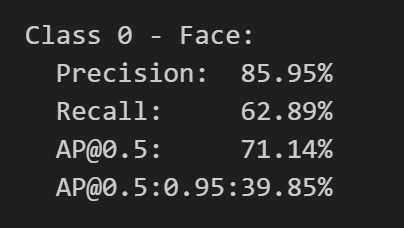 Class 0 - Face:
  Precision:  85.95%
  Recall:     62.89%
  AP@0.5:     71.14%
  AP@0.5:0.95:39.85%